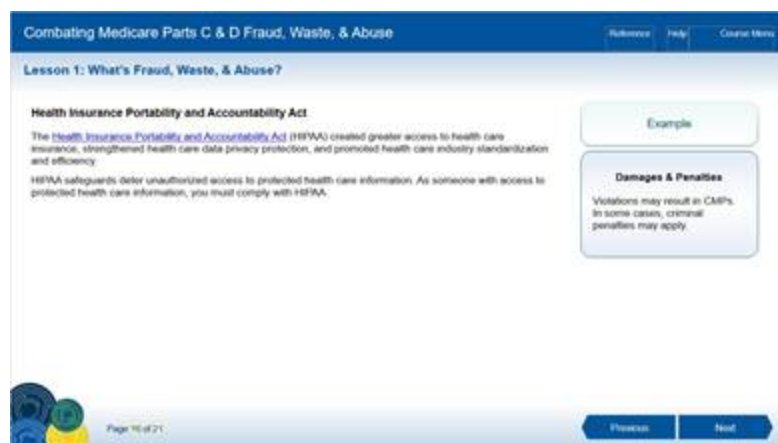 Combating Medicare Parts C & D Fraud, Waste, & Abuse
Reference Help Course Menu
Lesson 1: What's Fraud, Waste, & Abuse?
Health Insurance Portability and Accountability Act
The Health Insurance Portability and Accountability Act (HIPAA) created greater access to health care
insurance, strengthened health care data privacy protection, and promoted health care industry standardization
and efficiency.
HIPAA safeguards deter unauthorized access to protected health care information. As someone with access to
protected health care information, you must comply with HIPAA.
Example
Damages & Penalties
Violations may result in CMPs.
In some cases, criminal
penalties may apply.
Page of 21
Previous Next